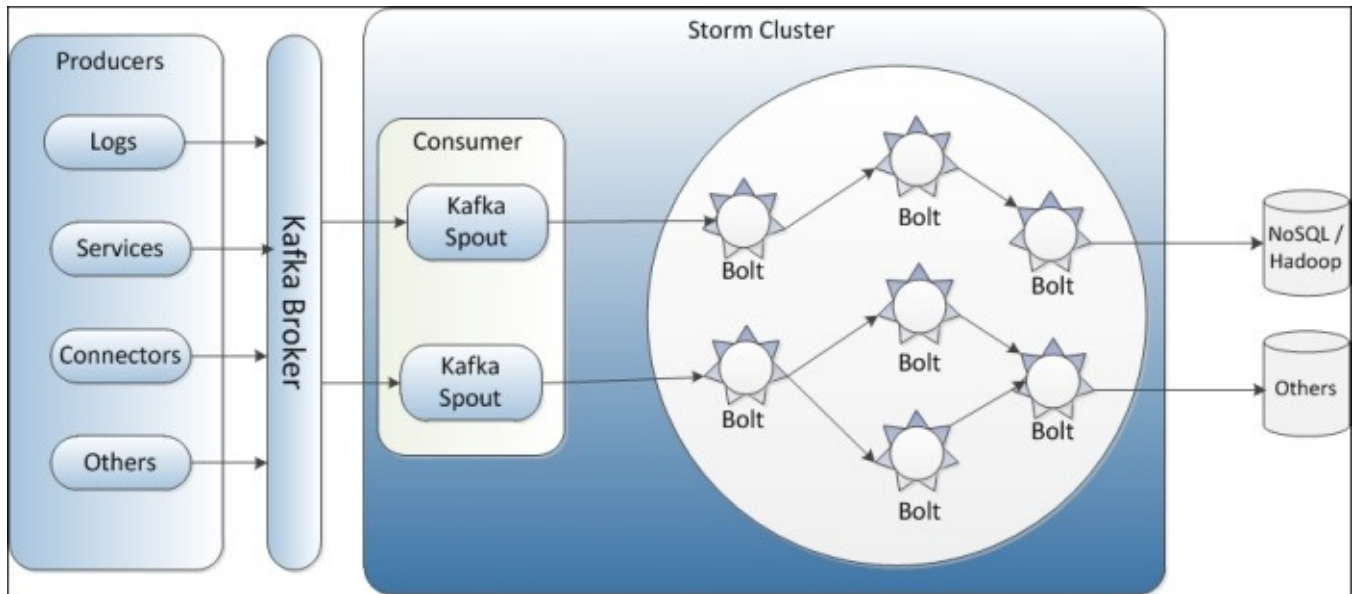 Storm Cluster
Producers
Logs
Services
Connectors
Others
Kafka Broker
Consumer
Kafka
Spout
Kafka
Spout
Bolt
Bolt
Bolt
Bolt
Bolt
Bolt
Bolt
NoSQL /
Hadoop
Others